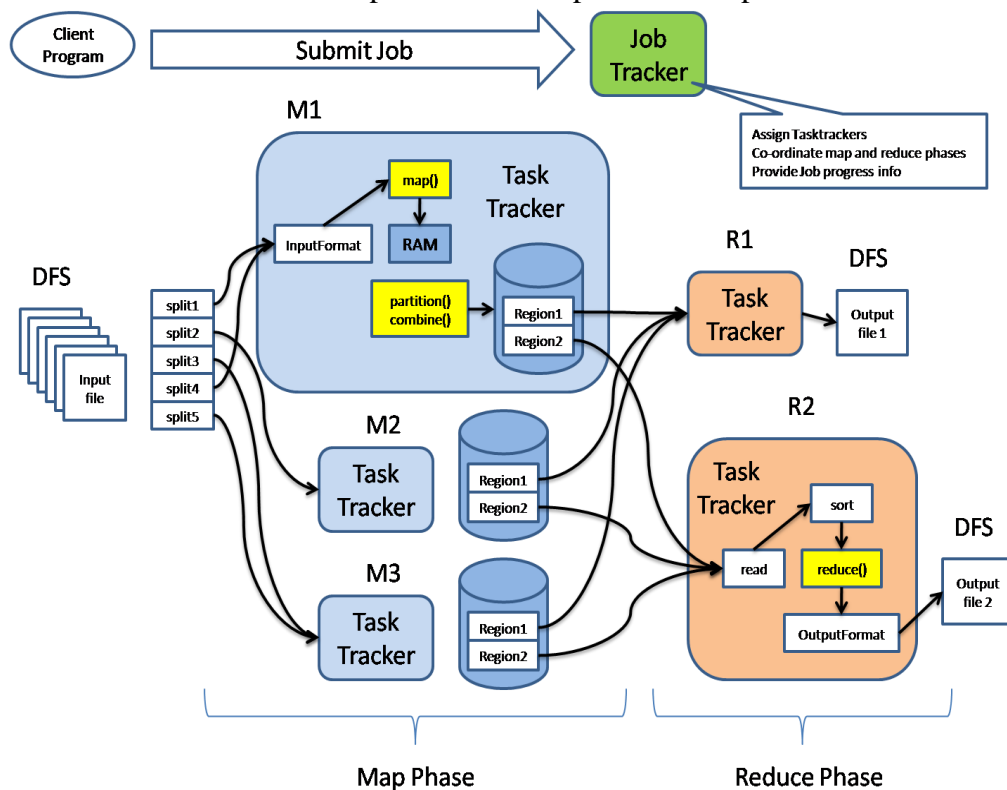 Client
Program
Submit Job
Job
Tracker
Assign Tasktrackers
Co-ordinate map and reduce phases
Provide Job progress info
M1
Task
Tracker
map()
InputFormat
RAM
partition()
combine()
Region1
Region2
DFS
Input
file
split1
split2
split3
split4
split5
M2
Task
Tracker
Region1
Region2
M3
Task
Tracker
Region1
Region2
R1
Task
Tracker
DFS
Output
file 1
R2
Task
Tracker
sort
read
reduce()
OutputFormat
DFS
Output
file 2
Map Phase
Reduce Phase